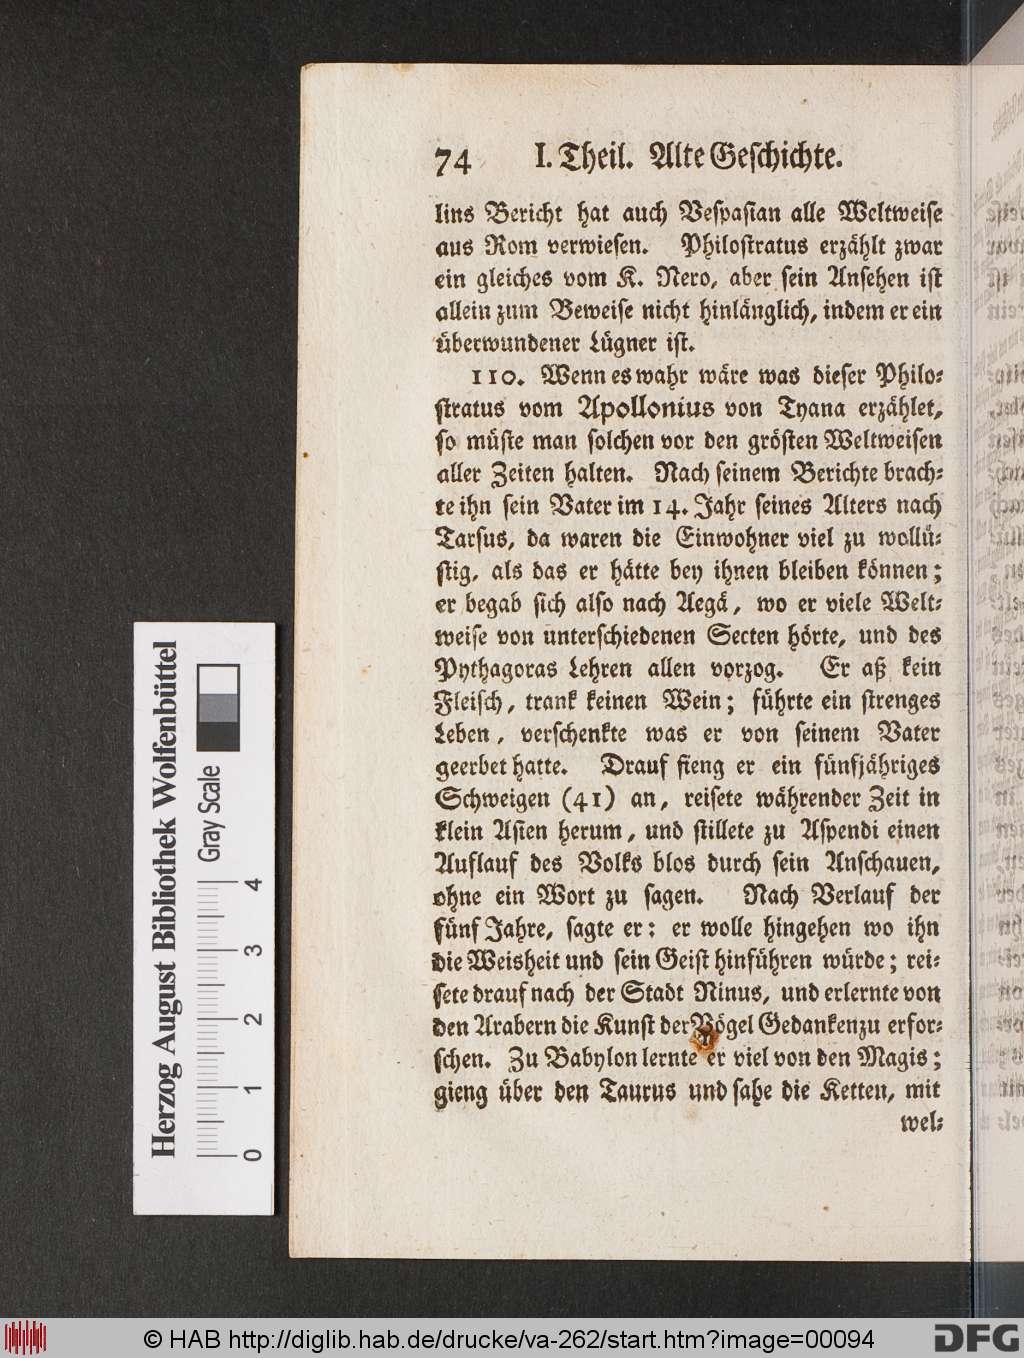 74 I. Theil. Alte Geschichte.
lins Bericht hat auch Vespasian alle Weltweise
aus Rom verwiesen. Philostratus erzählt zwar
ein gleiches vom K. Nero, aber sein Ansehen ist
allein zum Beweise nicht hinlänglich, indem er ein
überwundener Lügner ist.
110. Wenn es wahr wäre was dieser Philo-
stratus vom Apollonius von Tyana erzählet,
so müste man solchen vor den grösten Weltweisen
aller Zeiten halten. Nach seinem Berichte brach-
te ihn sein Vater im 14. Jahr seines Alters nach
Tarsus, da waren die Einwohner viel zu wollü-
stig, als das er hätte bey ihnen bleiben können;
er begab sich also nach Aegä, wo er viele Welt-
weise von unterschiedenen Secten hörte, und des
Pythagoras Lehren allen vorzog. Er aß kein
Fleisch, trank keinen Wein; führte ein strenges
Leben, verschenkte was er von seinem Vater
geerbet hatte. Drauf fieng er ein fünfjähriges
Schweigen (41) an, reisete währender Zeit in
klein Asien herum, und stillete zu Aspendi einen
Auflauf des Volks blos durch sein Anschauen,
ohne ein Wort zu sagen. Nach Verlauf der
fünf Jahre, sagte er: er wolle hingehen wo ihn
die Weisheit und sein Geist hinführen würde; rei-
sete drauf nach der Stadt Ninus, und erlernte von
den Arabern die Kunst der Vögel Gedanken zu erfor-
schen. Zu Babylon lernte er viel von den Magis;
gieng über den Taurus und sahe die Ketten, mit
wel-
Herzog August Bibliothek Wolfenbüttel
Gray Scale
0 1 2 3 4
© HAB http://diglib.hab.de/drucke/va-262/start.htm?image=00094
DFG